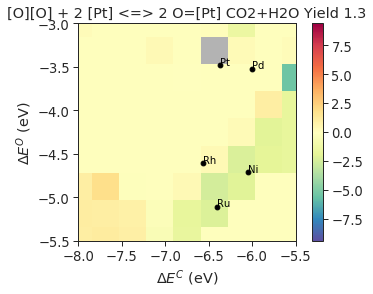 [O][O] + 2 [Pt] <=> 2 O=[Pt] CO2+H2O Yield 1.3
−3.0
−3.5
−4.0
−4.5
−5.0
−5.5
ΔE^O (eV)
Pt
Pd
Rh
Ni
Ru
−8.0 −7.5 −7.0 −6.5 −6.0 −5.5
ΔE^C (eV)
7.5
5.0
2.5
0.0
−2.5
−5.0
−7.5